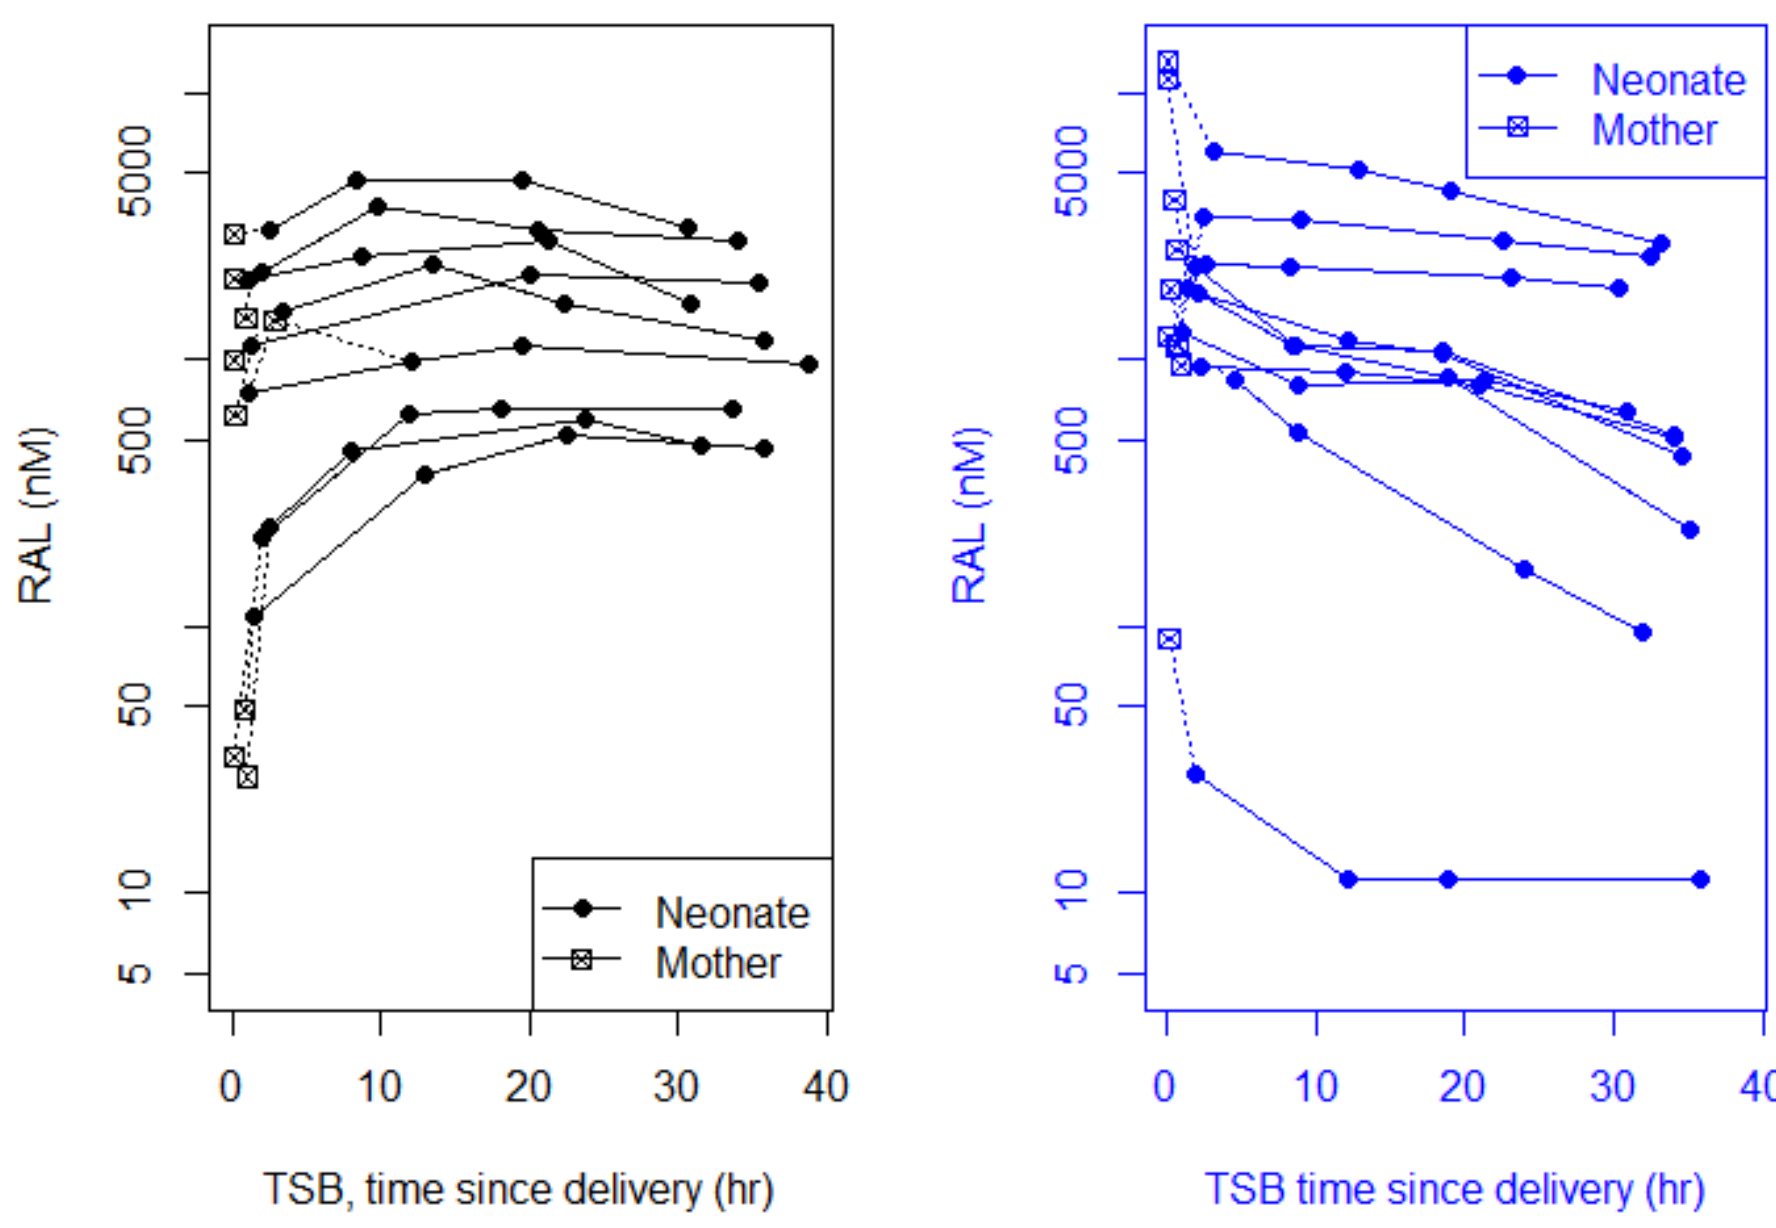 RAL (nM)
5000
500
50
10
5
0 10 20 30 40
TSB, time since delivery (hr)
Neonate
Mother
RAL (nM)
5000
500
50
10
5
0 10 20 30 40
TSB time since delivery (hr)
Neonate
Mother